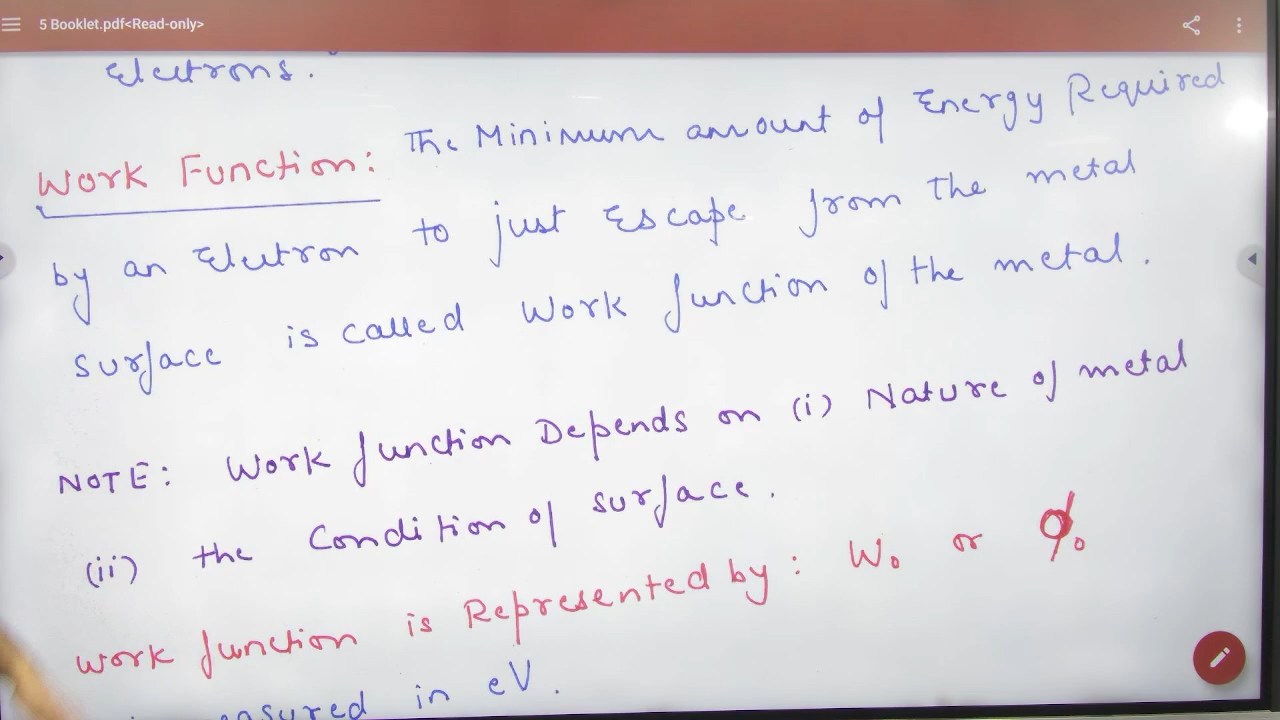 5 Booklet.pdf<Read-only>
Electrons.
Work Function: The Minimum amount of Energy Required
by an Electron to just Escape from the metal
surface is called Work function of the metal.
NOTE: Work function Depends on (i) Nature of metal
(ii) the Condition of surface.
Work function is Represented by: W₀ or ϕ₀
in eV.